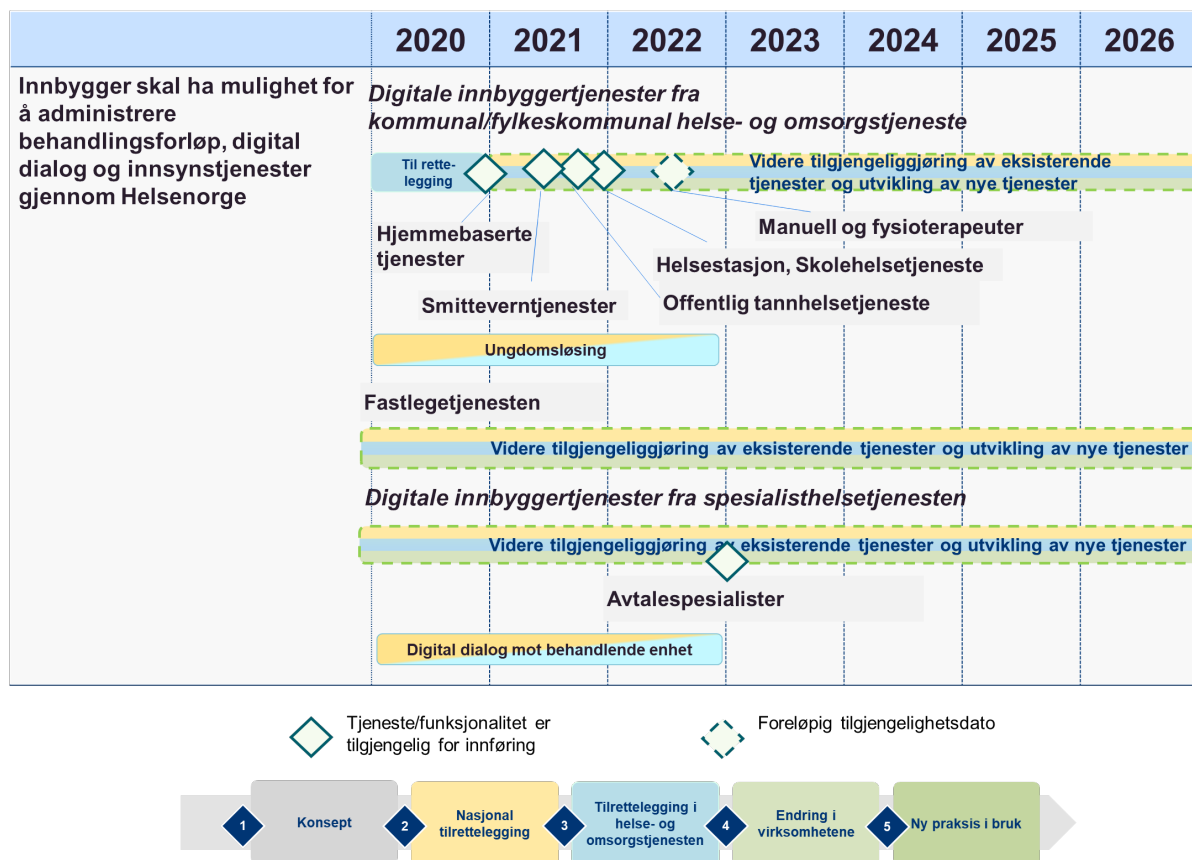 2020 2021 2022 2023 2024 2025 2026
Innbygger skal ha mulighet for
å administrere
behandlingsforløp, digital
dialog og innsynstjenester
gjennom Helsenorge
Digitale innbyggertjenester fra
kommunal/fylkeskommunal helse- og omsorgstjeneste
Til rette-
legging
Videre tilgjengeliggjøring av eksisterende
tjenester og utvikling av nye tjenester
Hjemmebaserte
tjenester
Manuell og fysioterapeuter
Helsestasjon, Skolehelsetjeneste
Smitteverntjenester
Offentlig tannhelsetjeneste
Ungdomsløsing
Fastlegetjenesten
Videre tilgjengeliggjøring av eksisterende tjenester og utvikling av nye tjenester
Digitale innbyggertjenester fra spesialisthelsetjenesten
Videre tilgjengeliggjøring av eksisterende tjenester og utvikling av nye tjenester
Avtalespesialister
Digital dialog mot behandlende enhet
Tjeneste/funksjonalitet er
tilgjengelig for innføring
Foreløpig tilgjengelighetsdato
1
Konsept
2
Nasjonal
tilrettelegging
3
Tilrettelegging i
helse- og
omsorgstjenesten
4
Endring i
virksomhetene
5
Ny praksis i bruk